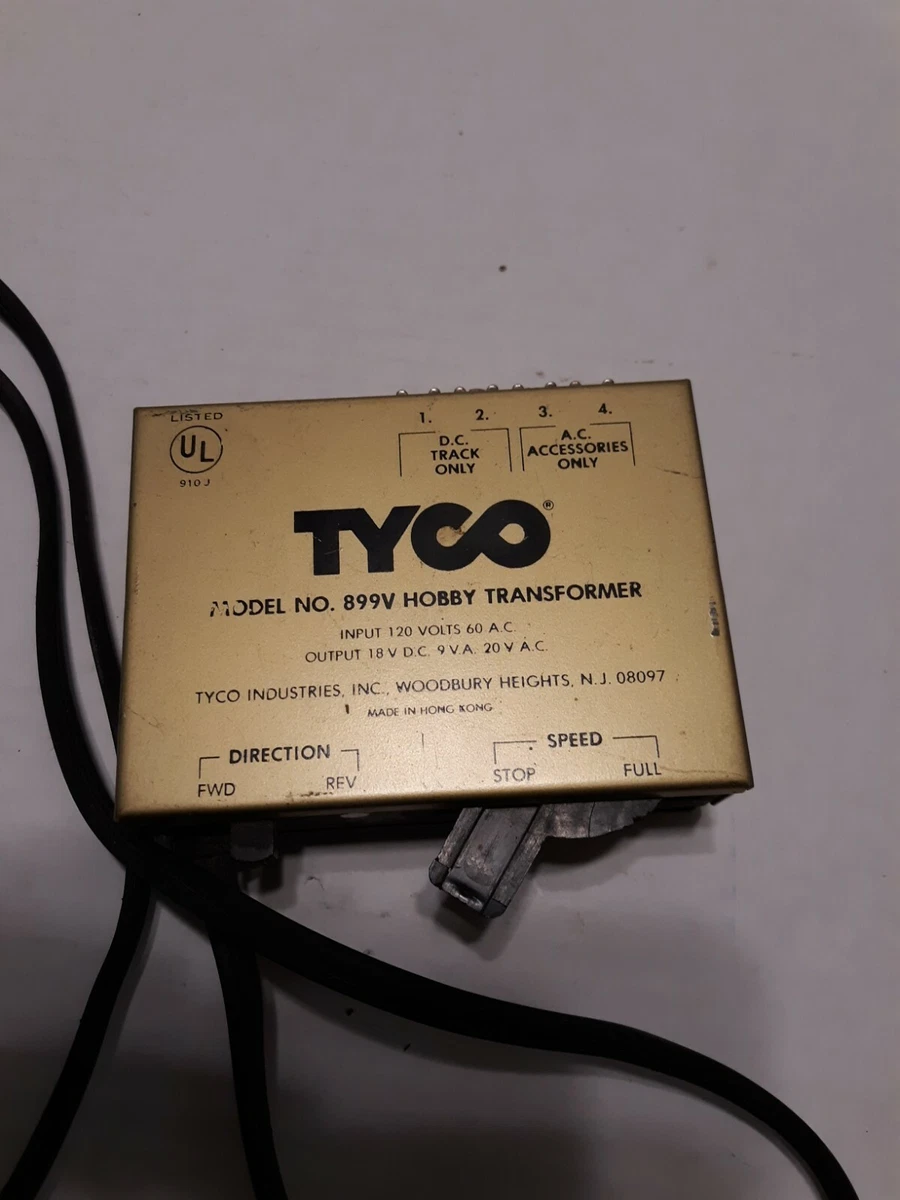 LISTED
UL
910 J
1. 2. 3. 4.
D.C.
TRACK
ONLY
A.C.
ACCESSORIES
ONLY
TYCO®
MODEL NO. 899V HOBBY TRANSFORMER
INPUT 120 VOLTS 60 A.C.
OUTPUT 18 V D.C. 9 V.A. 20 V A.C.
TYCO INDUSTRIES, INC., WOODBURY HEIGHTS, N.J. 08097
MADE IN HONG KONG
DIRECTION
FWD REV
SPEED
STOP FULL